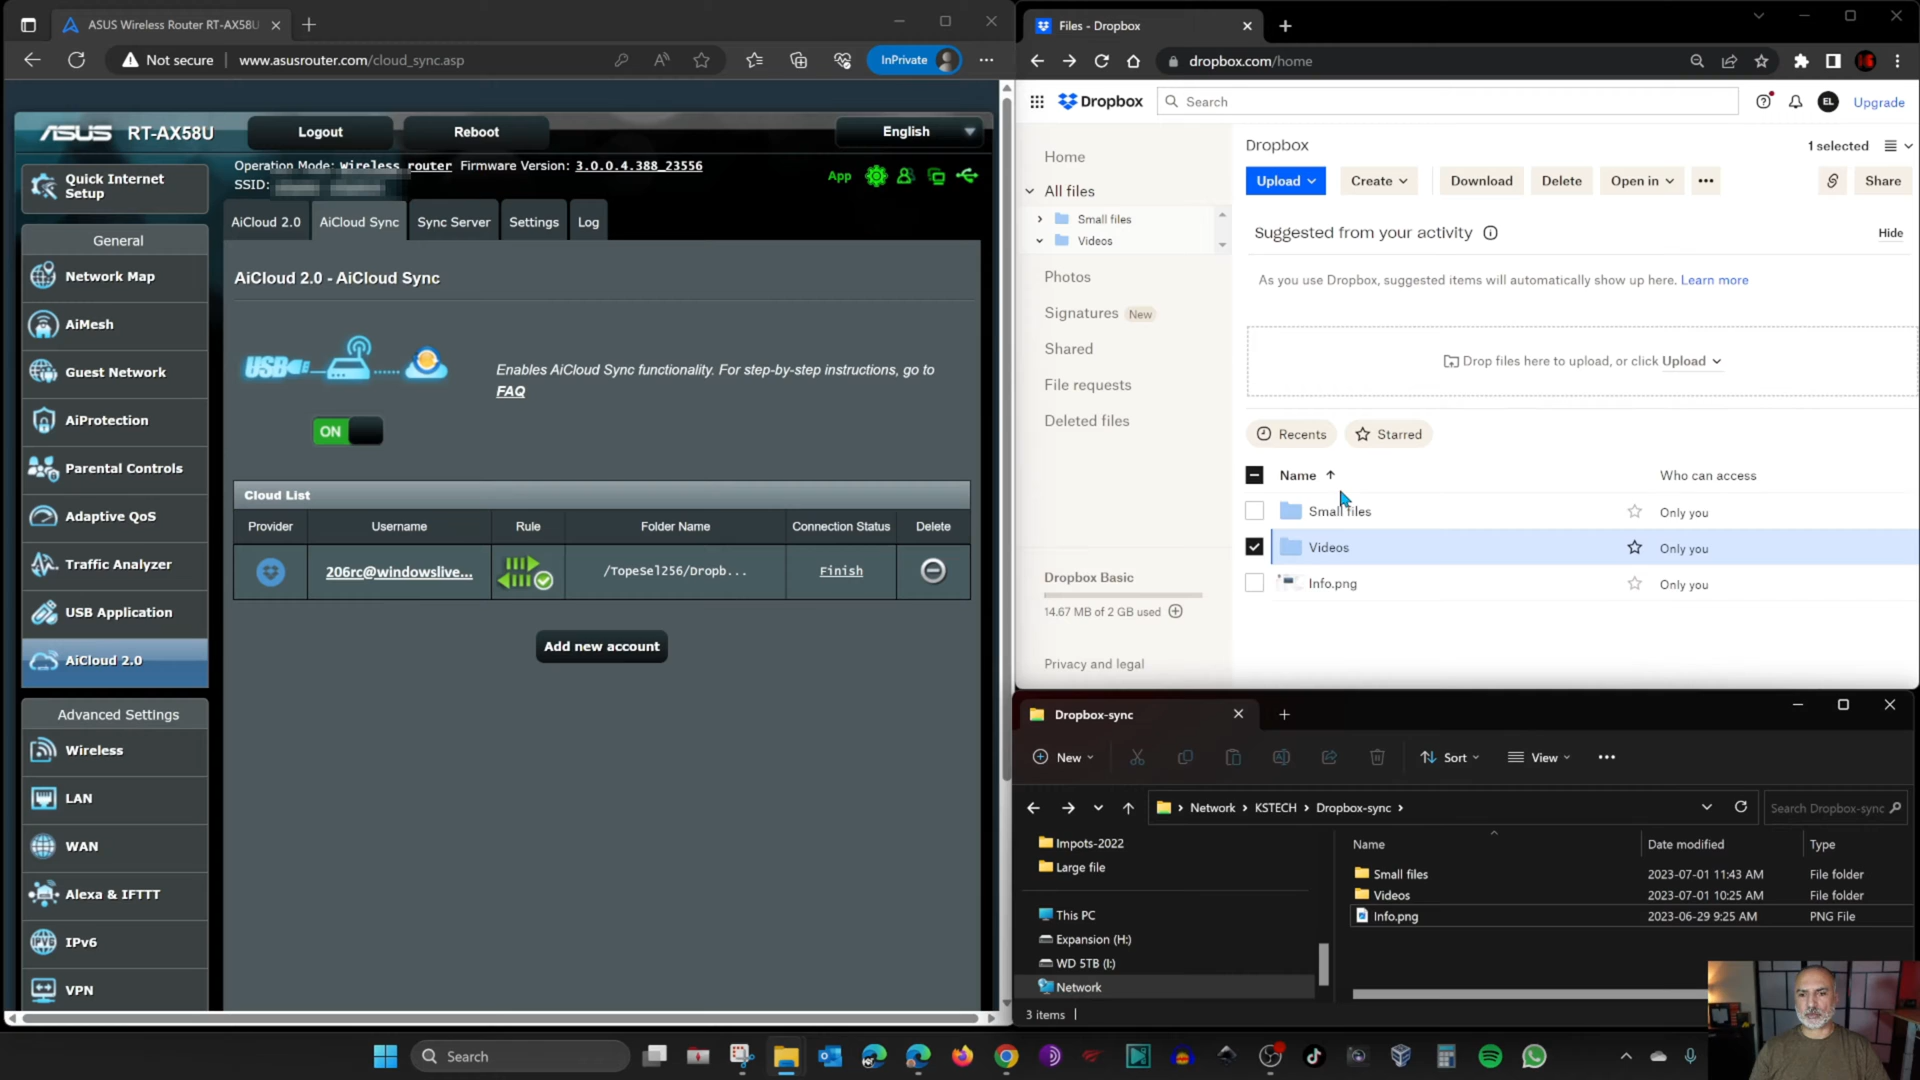 ASUS Wireless Router RT-AX58U
Not secure
www.asusrouter.com/cloud_sync.asp
InPrivate
ASUS RT-AX58U
Logout
Reboot
English
Quick Internet
Setup
Operation Mode: Wireless router Firmware Version: 3.0.0.4.388_23556
SSID:
App
AiCloud 2.0
AiCloud Sync
Sync Server
Settings
Log
General
Network Map
AiMesh
Guest Network
AiProtection
Parental Controls
Adaptive QoS
Traffic Analyzer
USB Application
AiCloud 2.0
Advanced Settings
Wireless
LAN
WAN
Alexa & IFTTT
IPv6
VPN
AiCloud 2.0 - AiCloud Sync
USB
Enables AiCloud Sync functionality. For step-by-step instructions, go to
FAQ
ON
Cloud List
Provider Username Rule Folder Name Connection Status Delete
206rc@windowslive... /TopeSel256/Dropb... Finish
Add new account
Files - Dropbox
dropbox.com/home
Dropbox
Search
EL
Upgrade
Home
All files
Small files
Videos
Photos
Signatures New
Shared
File requests
Deleted files
Dropbox Basic
14.67 MB of 2 GB used
Privacy and legal
Dropbox
1 selected
Upload
Create
Download
Delete
Open in
Share
Suggested from your activity
Hide
As you use Dropbox, suggested items will automatically show up here. Learn more
Drop files here to upload, or click Upload
Recents
Starred
Name Who can access
Small files Only you
Videos Only you
Info.png Only you
Dropbox-sync
New
Sort
View
Network > KSTECH > Dropbox-sync >
Search Dropbox-sync
Impots-2022
Large file
This PC
Expansion (H:)
WD 5TB (I:)
Network
Name Date modified Type
Small files 2023-07-01 11:43 AM File folder
Videos 2023-07-01 10:25 AM File folder
Info.png 2023-06-29 9:25 AM PNG File
3 items
Search